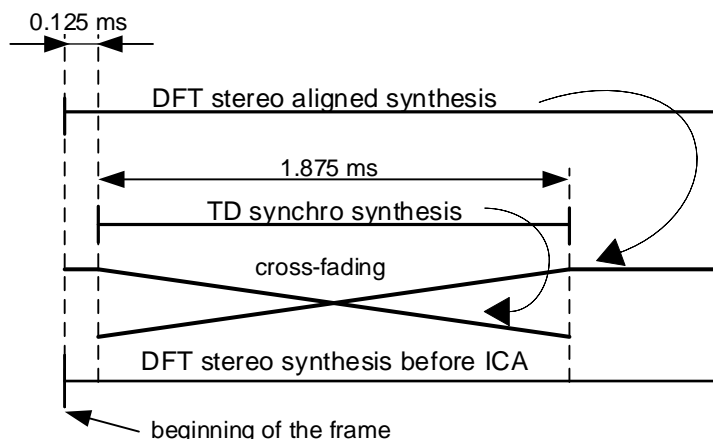 0.125 ms
DFT stereo aligned synthesis
1.875 ms
TD synchro synthesis
cross-fading
DFT stereo synthesis before ICA
beginning of the frame